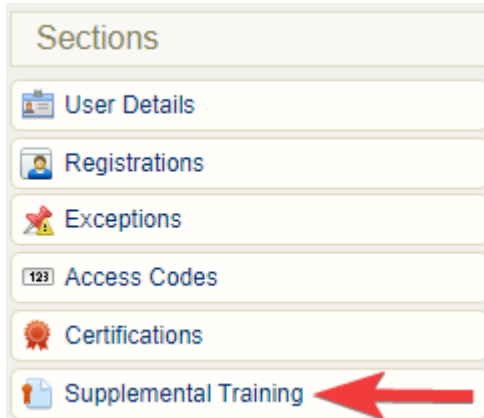 Sections
User Details
Registrations
Exceptions
123 Access Codes
Certifications
Supplemental Training